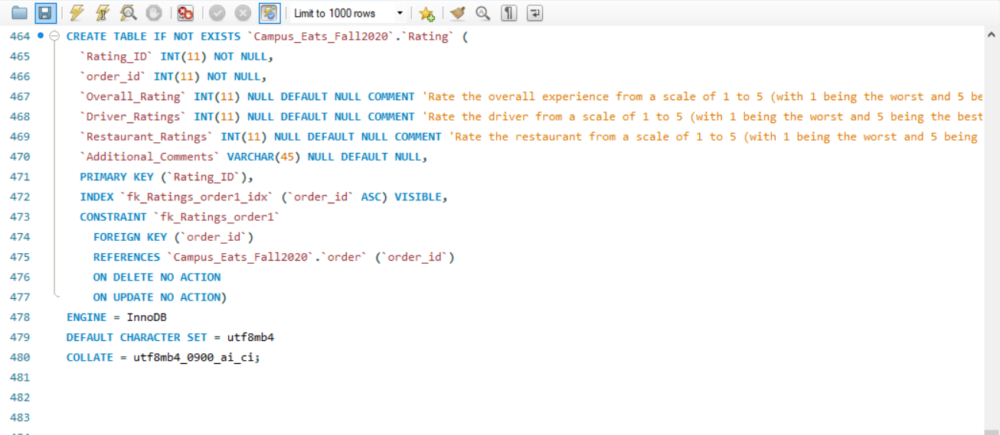 Limit to 1000 rows
464 CREATE TABLE IF NOT EXISTS `Campus_Eats_Fall2020`.`Rating` (
465 `Rating_ID` INT(11) NOT NULL,
466 `order_id` INT(11) NOT NULL,
467 `Overall_Rating` INT(11) NULL DEFAULT NULL COMMENT 'Rate the overall experience from a scale of 1 to 5 (with 1 being the worst and 5 be
468 `Driver_Ratings` INT(11) NULL DEFAULT NULL COMMENT 'Rate the driver from a scale of 1 to 5 (with 1 being the worst and 5 being the best
469 `Restaurant_Ratings` INT(11) NULL DEFAULT NULL COMMENT 'Rate the restaurant from a scale of 1 to 5 (with 1 being the worst and 5 being
470 `Additional_Comments` VARCHAR(45) NULL DEFAULT NULL,
471 PRIMARY KEY (`Rating_ID`),
472 INDEX `fk_Ratings_order1_idx` (`order_id` ASC) VISIBLE,
473 CONSTRAINT `fk_Ratings_order1`
474 FOREIGN KEY (`order_id`)
475 REFERENCES `Campus_Eats_Fall2020`.`order` (`order_id`)
476 ON DELETE NO ACTION
477 ON UPDATE NO ACTION)
478 ENGINE = InnoDB
479 DEFAULT CHARACTER SET = utf8mb4
480 COLLATE = utf8mb4_0900_ai_ci;
481
482
483